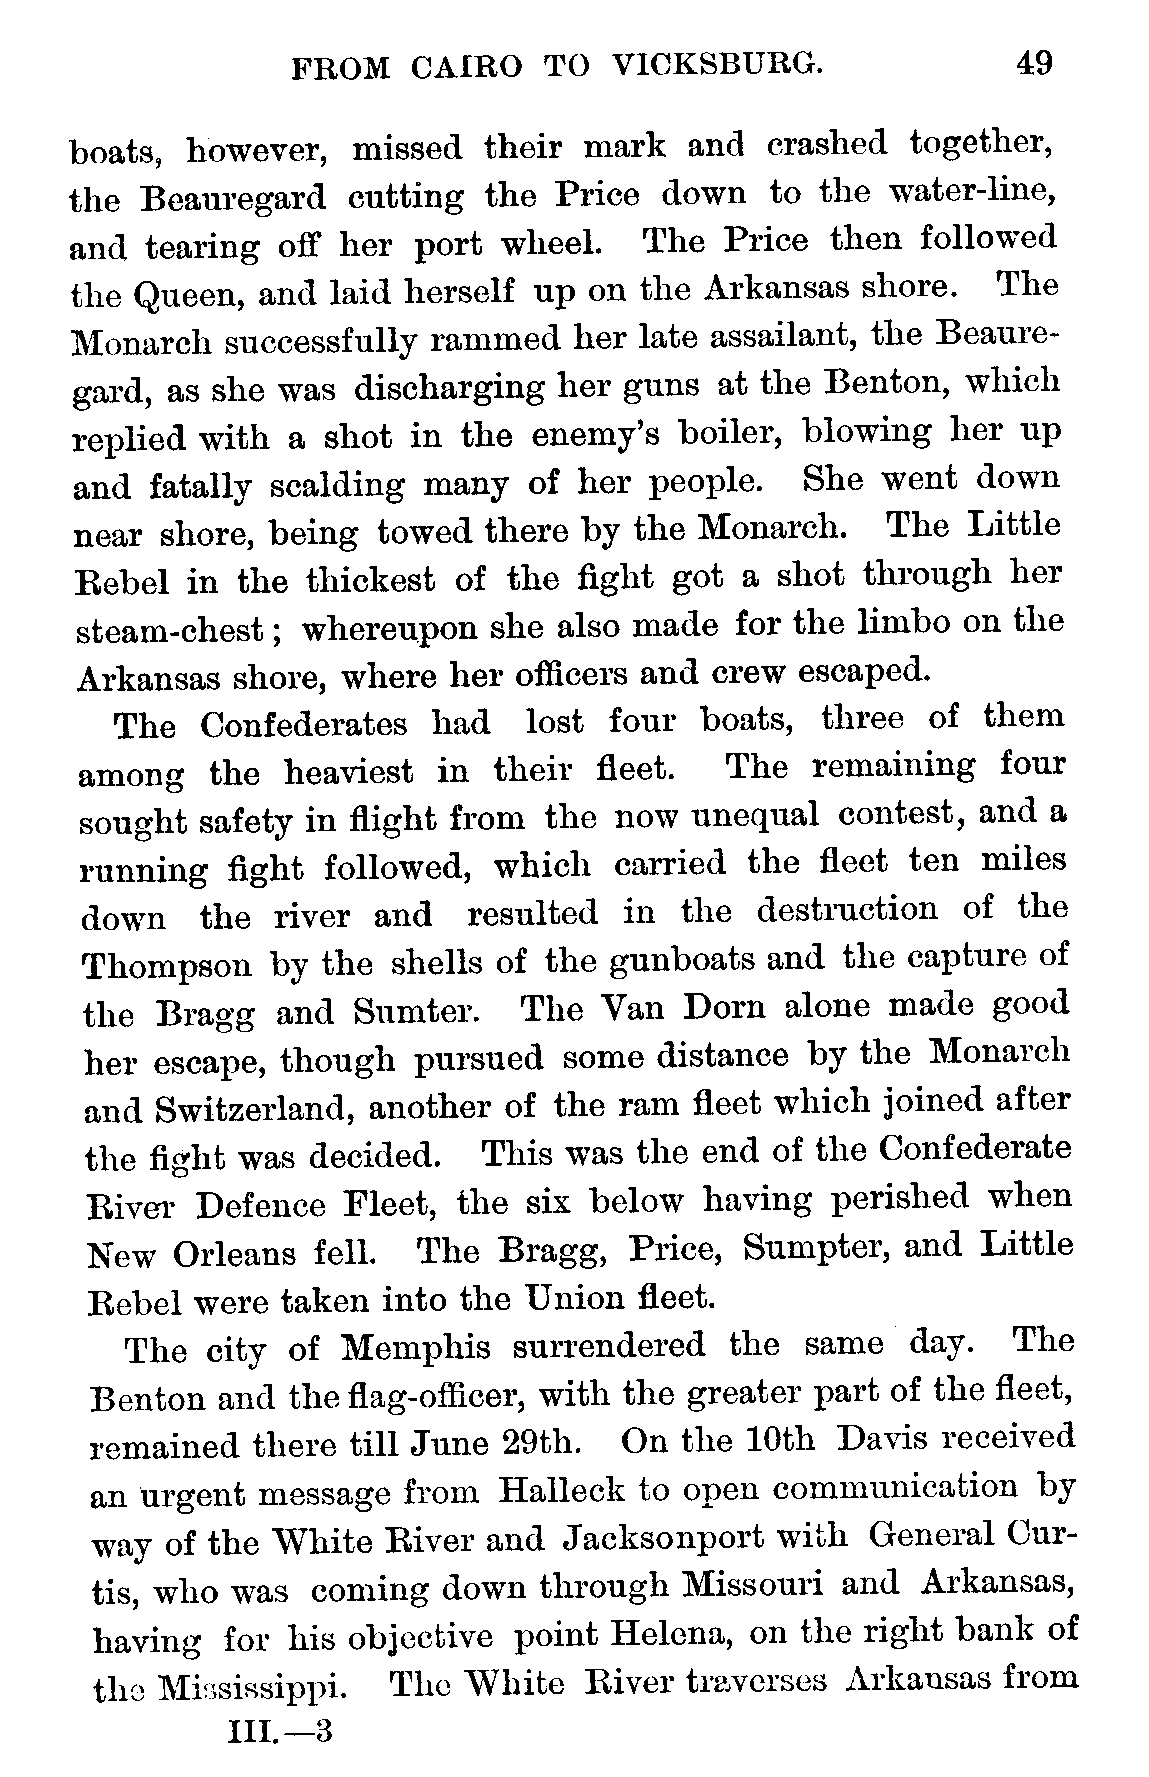 FROM CAIRO TO VICKSBURG. 49
boats, however, missed their mark and crashed together,
the Beauregard cutting the Price down to the water-line,
and tearing off her port wheel. The Price then followed
the Queen, and laid herself up on the Arkansas shore. The
Monarch successfully rammed her late assailant, the Beaure-
gard, as she was discharging her guns at the Benton, which
replied with a shot in the enemy's boiler, blowing her up
and fatally scalding many of her people. She went down
near shore, being towed there by the Monarch. The Little
Rebel in the thickest of the fight got a shot through her
steam-chest; whereupon she also made for the limbo on the
Arkansas shore, where her officers and crew escaped.
The Confederates had lost four boats, three of them
among the heaviest in their fleet. The remaining four
sought safety in flight from the now unequal contest, and a
running fight followed, which carried the fleet ten miles
down the river and resulted in the destruction of the
Thompson by the shells of the gunboats and the capture of
the Bragg and Sumter. The Van Dorn alone made good
her escape, though pursued some distance by the Monarch
and Switzerland, another of the ram fleet which joined after
the fight was decided. This was the end of the Confederate
River Defence Fleet, the six below having perished when
New Orleans fell. The Bragg, Price, Sumpter, and Little
Rebel were taken into the Union fleet.
The city of Memphis surrendered the same day. The
Benton and the flag-officer, with the greater part of the fleet,
remained there till June 29th. On the 10th Davis received
an urgent message from Halleck to open communication by
way of the White River and Jacksonport with General Cur-
tis, who was coming down through Missouri and Arkansas,
having for his objective point Helena, on the right bank of
the Mississippi. The White River traverses Arkansas from
III.—3